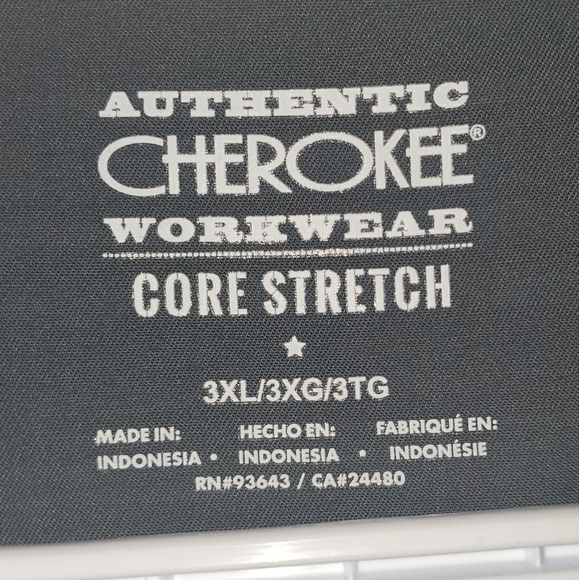 AUTHENTIC
CHEROKEE®
WORKWEAR
CORE STRETCH
3XL/3XG/3TG
MADE IN: HECHO EN: FABRIQUÉ EN:
INDONESIA • INDONESIA • INDONÉSIE
RN#93643 / CA#24480